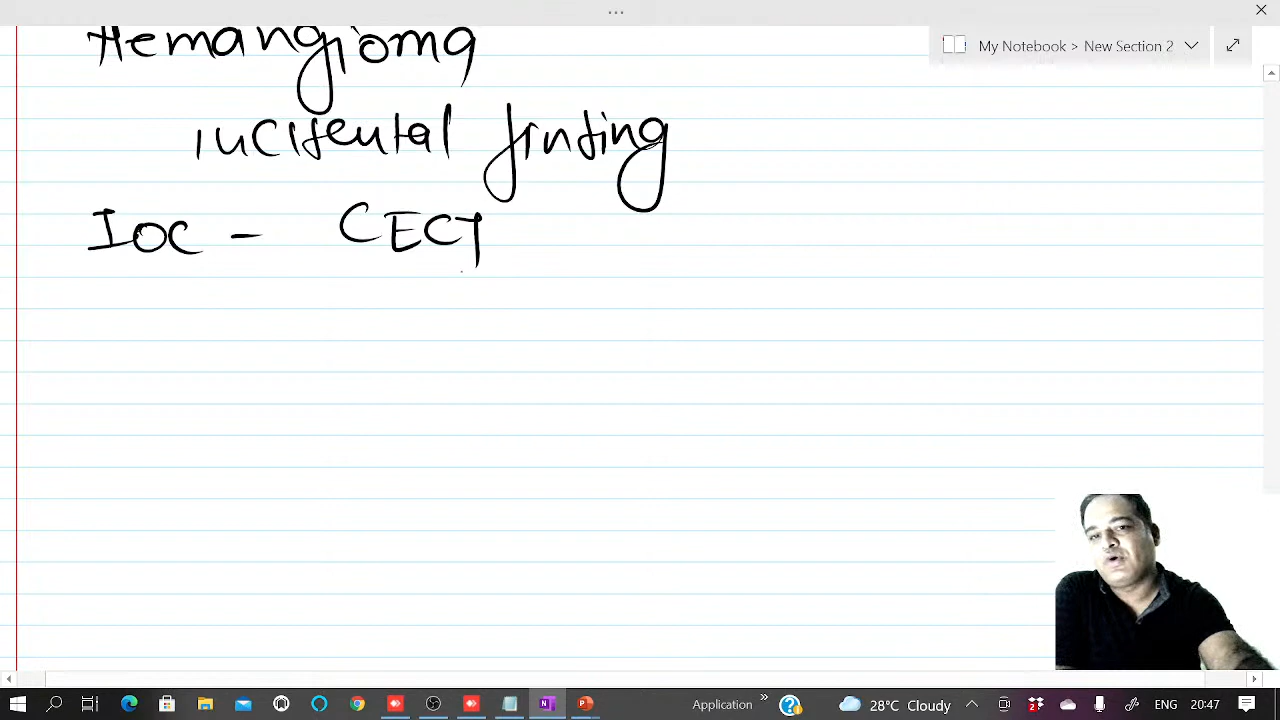 ...
Hemangioma
My Notebook > New Section 2
incidental finding
IOC - CECT
Application
»
28°C Cloudy
ENG
20:47